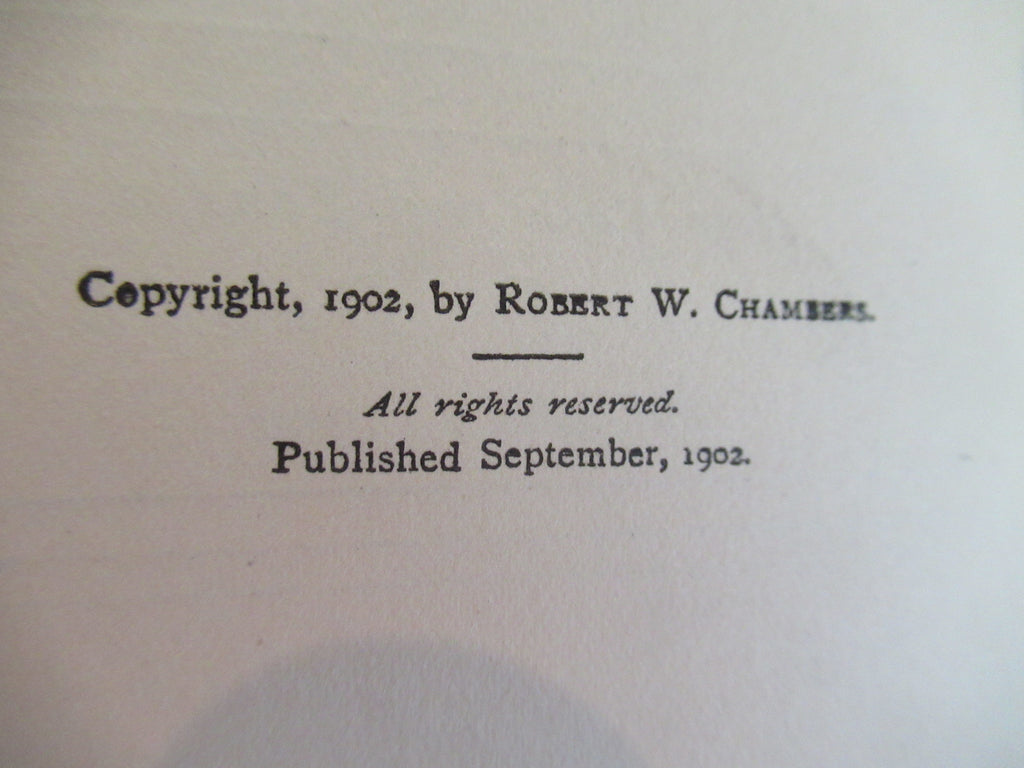 Copyright, 1902, by ROBERT W. CHAMBERS.
All rights reserved.
Published September, 1902.